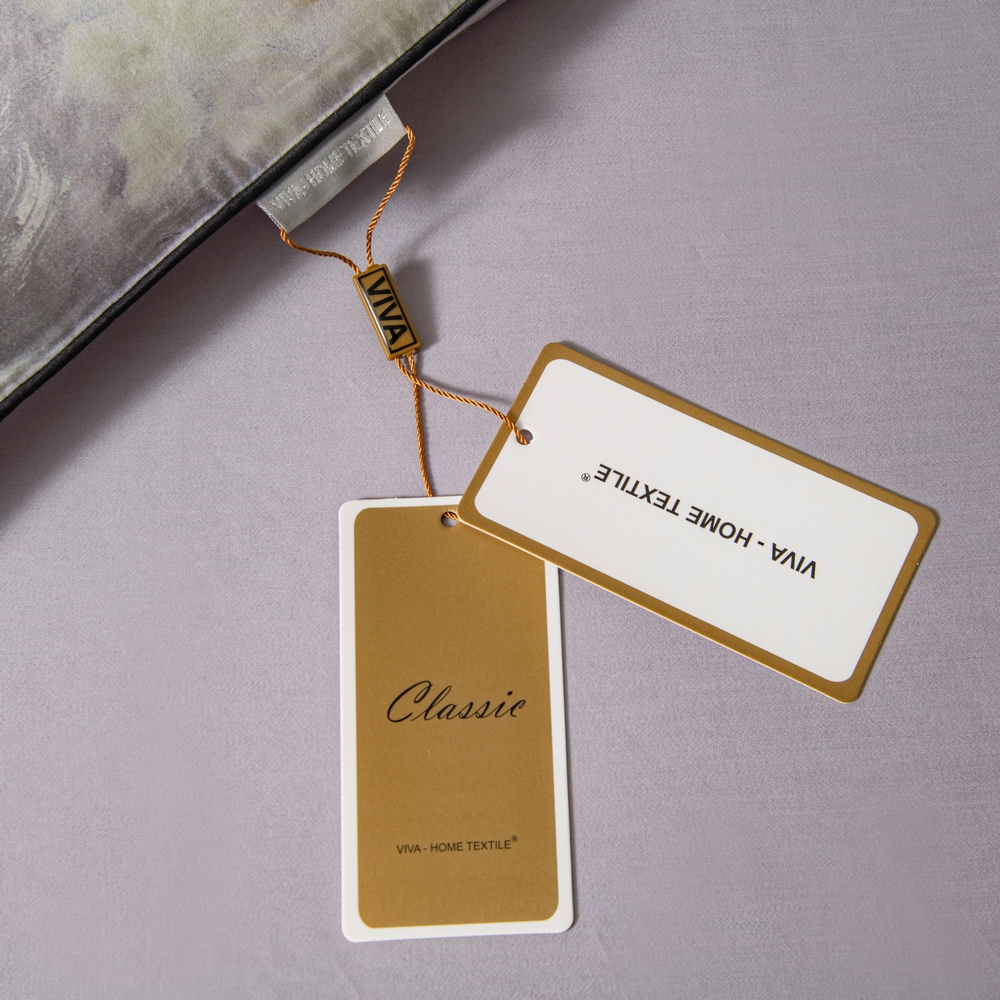 VIVA - HOME TEXTILE
VIVA
VIVA - HOME TEXTILE®
Classic
VIVA - HOME TEXTILE®